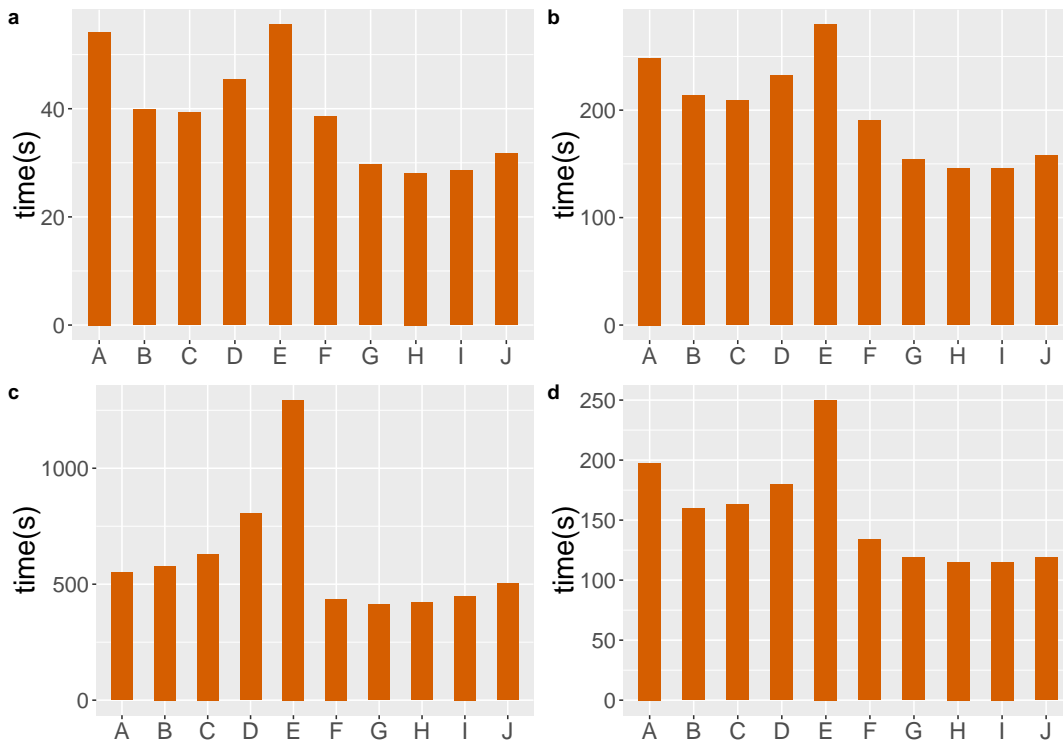 a
time(s)
40
20
0
A B C D E F G H I J
b
time(s)
200
100
0
A B C D E F G H I J
c
time(s)
1000
500
0
A B C D E F G H I J
d
time(s)
250
200
150
100
50
0
A B C D E F G H I J